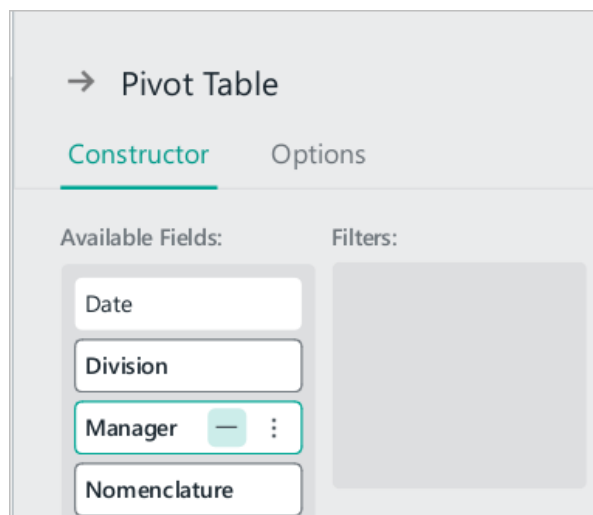 Pivot Table
Constructor Options
Available Fields: Filters:
Date
Division
Manager
Nomenclature